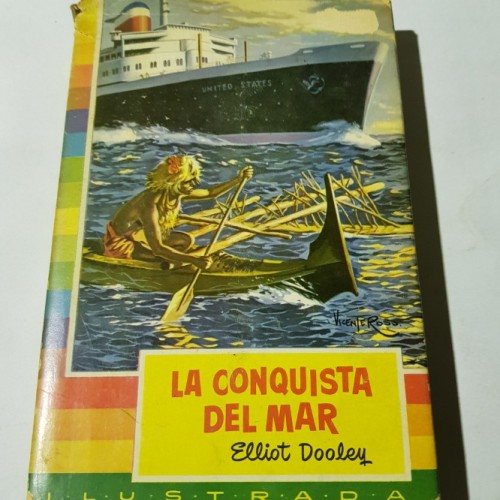 UNITED STATES
VICENTE ROSO
LA CONQUISTA
DEL MAR
Elliot Dooley
ILUSTRADA